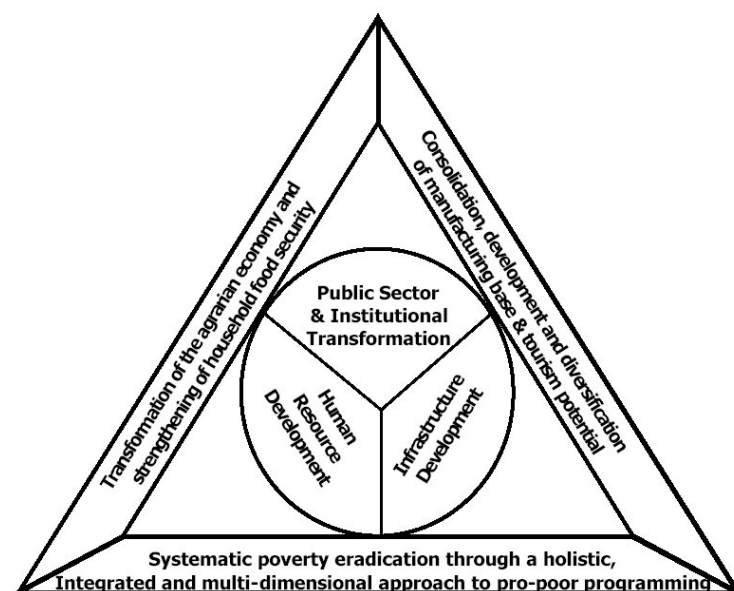 Transformation of the agrarian economy and
strengthening of household food security
Consolidation, development and diversification
of manufacturing base & tourism potential
Public Sector
& Institutional
Transformation
Human
Resource
Development
Infrastructure
Development
Systematic poverty eradication through a holistic,
Integrated and multi-dimensional approach to pro-poor programming